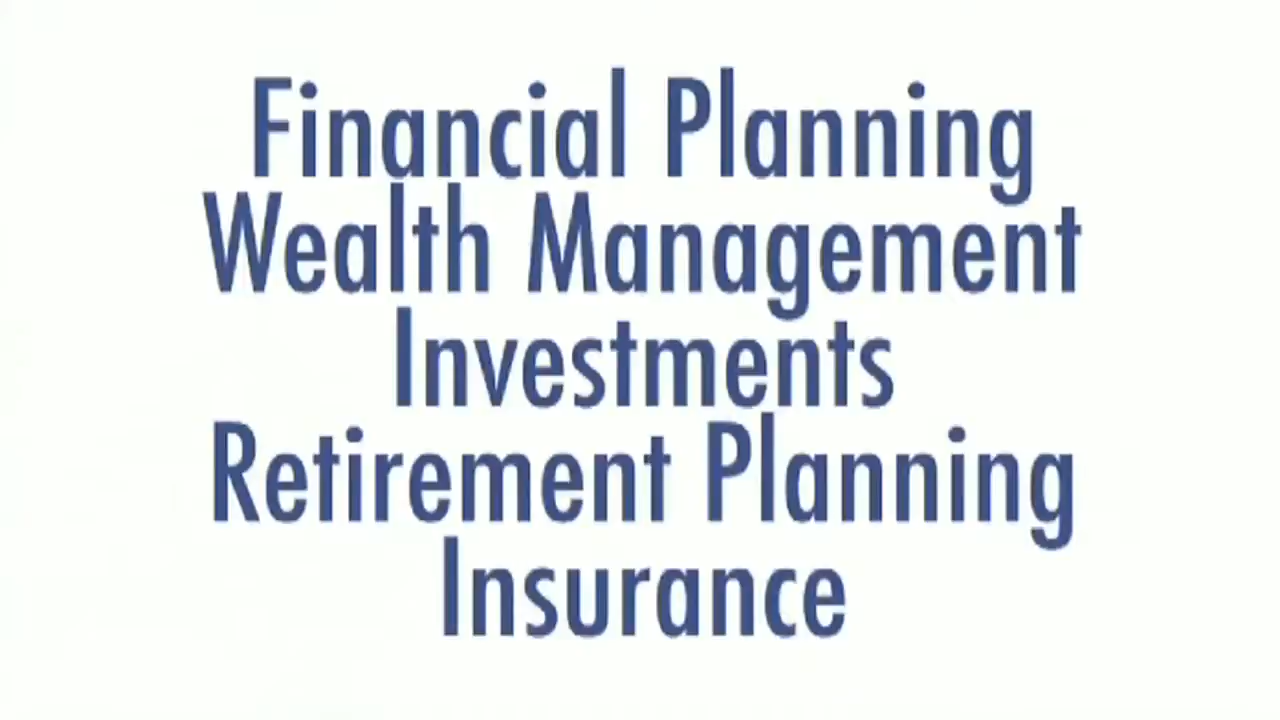 Financial Planning
Wealth Management
Investments
Retirement Planning
Insurance